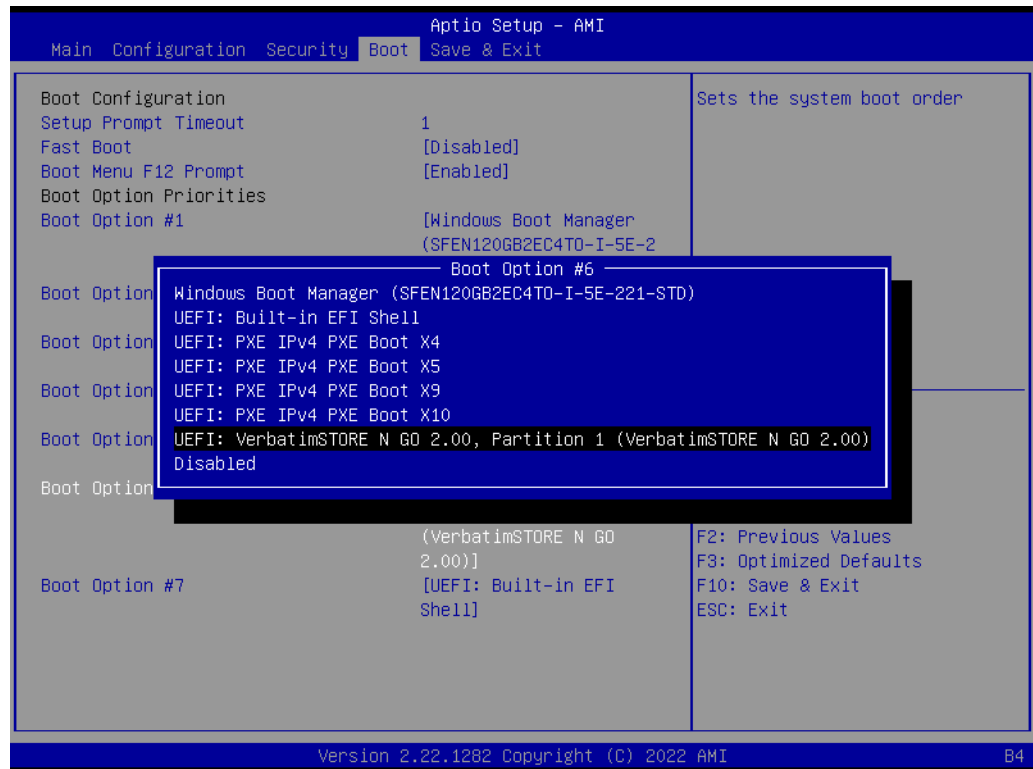 Aptio Setup – AMI
Main Configuration Security Boot Save & Exit
Boot Configuration
Setup Prompt Timeout 1
Fast Boot [Disabled]
Boot Menu F12 Prompt [Enabled]
Boot Option Priorities
Boot Option #1 [Windows Boot Manager
(SFEN120GB2EC4TO-I-5E-2
Sets the system boot order
Boot Option #6
Boot Option
Windows Boot Manager (SFEN120GB2EC4TO-I-5E-221-STD)
UEFI: Built-in EFI Shell
Boot Option
UEFI: PXE IPv4 PXE Boot X4
UEFI: PXE IPv4 PXE Boot X5
Boot Option
UEFI: PXE IPv4 PXE Boot X9
UEFI: PXE IPv4 PXE Boot X10
Boot Option
UEFI: VerbatimSTORE N GO 2.00, Partition 1 (VerbatimSTORE N GO 2.00)
Disabled
Boot Option
(VerbatimSTORE N GO
2.00)]
Boot Option #7 [UEFI: Built-in EFI
Shell]
F2: Previous Values
F3: Optimized Defaults
F10: Save & Exit
ESC: Exit
Version 2.22.1282 Copyright (C) 2022 AMI
B4